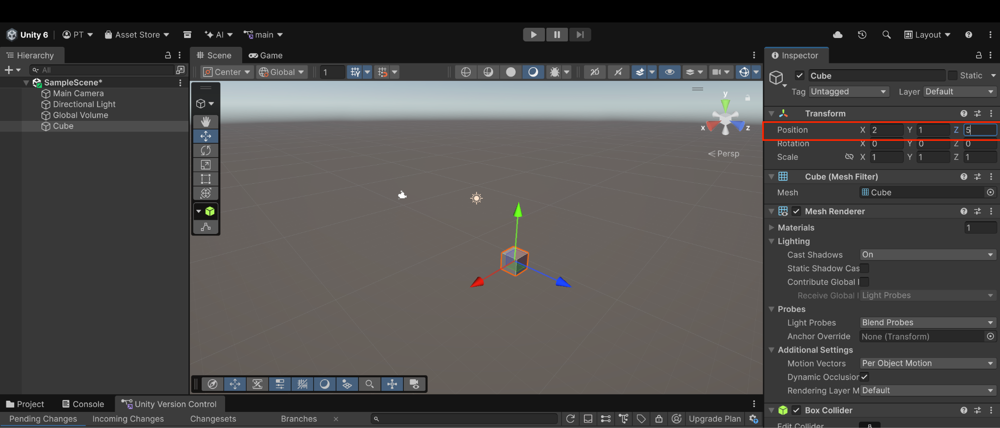 Unity 6 PT Asset Store AI main Layout
Hierarchy
All
SampleScene*
Main Camera
Directional Light
Global Volume
Cube
Scene Game
Center Global 1 2D
y
x z
Persp
Inspector
Cube Static
Tag Untagged Layer Default
Transform
Position X 2 Y 1 Z 5
Rotation X 0 Y 0 Z 0
Scale X 1 Y 1 Z 1
Cube (Mesh Filter)
Mesh Cube
Mesh Renderer
Materials 1
Lighting
Cast Shadows On
Static Shadow Cas
Contribute Global I
Receive Global I Light Probes
Probes
Light Probes Blend Probes
Anchor Override None (Transform)
Additional Settings
Motion Vectors Per Object Motion
Dynamic Occlusion
Rendering Layer M Default
Box Collider
Edit Collider
Project Console Unity Version Control
Pending Changes Incoming Changes Changesets Branches Upgrade Plan